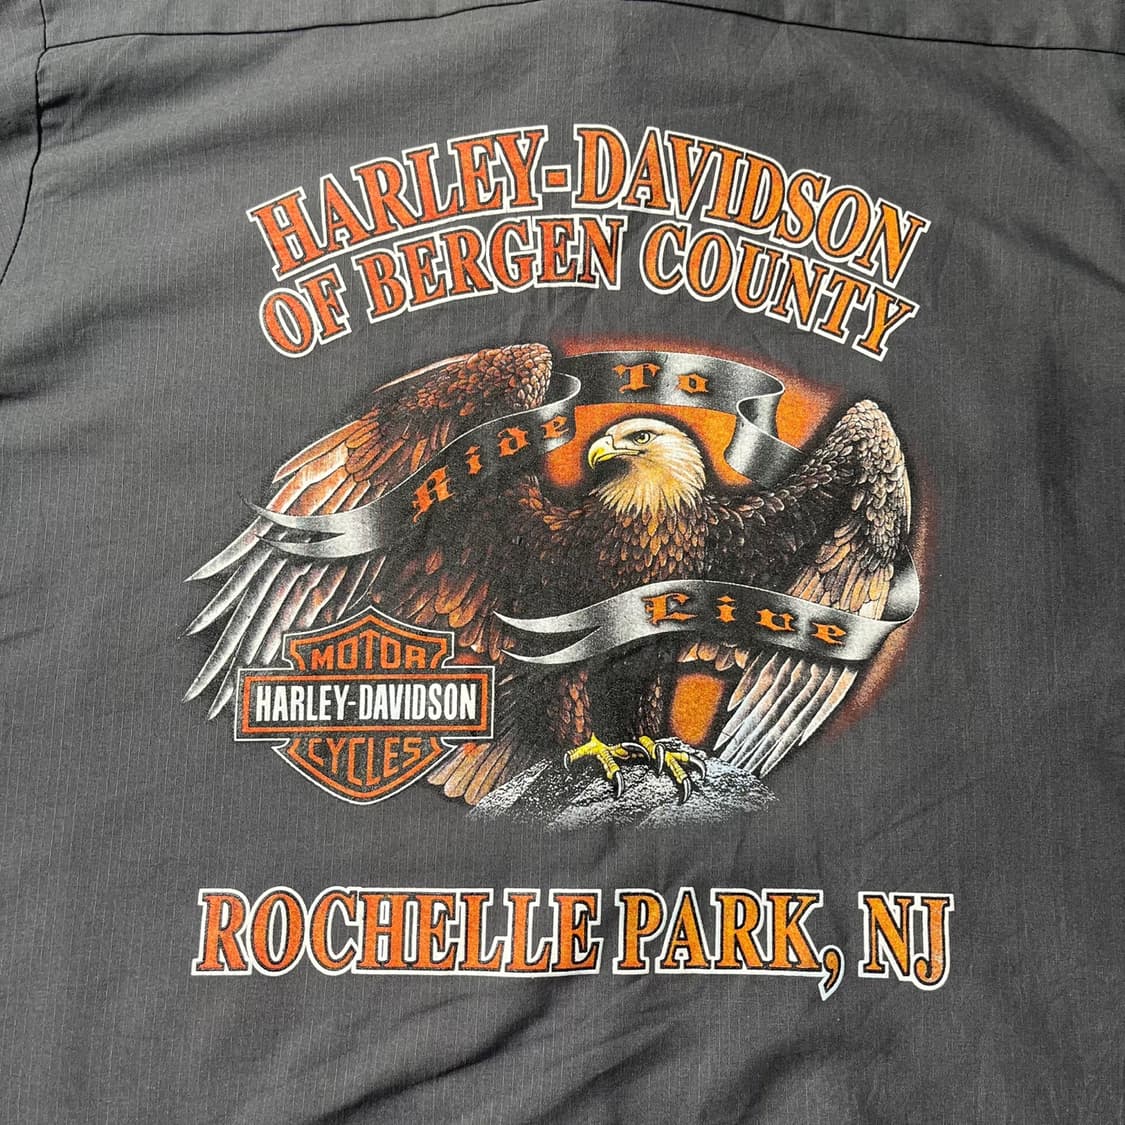 HARLEY-DAVIDSON
OF BERGEN COUNTY
Ride To
Live
MOTOR
HARLEY-DAVIDSON
CYCLES
ROCHELLE PARK, NJ